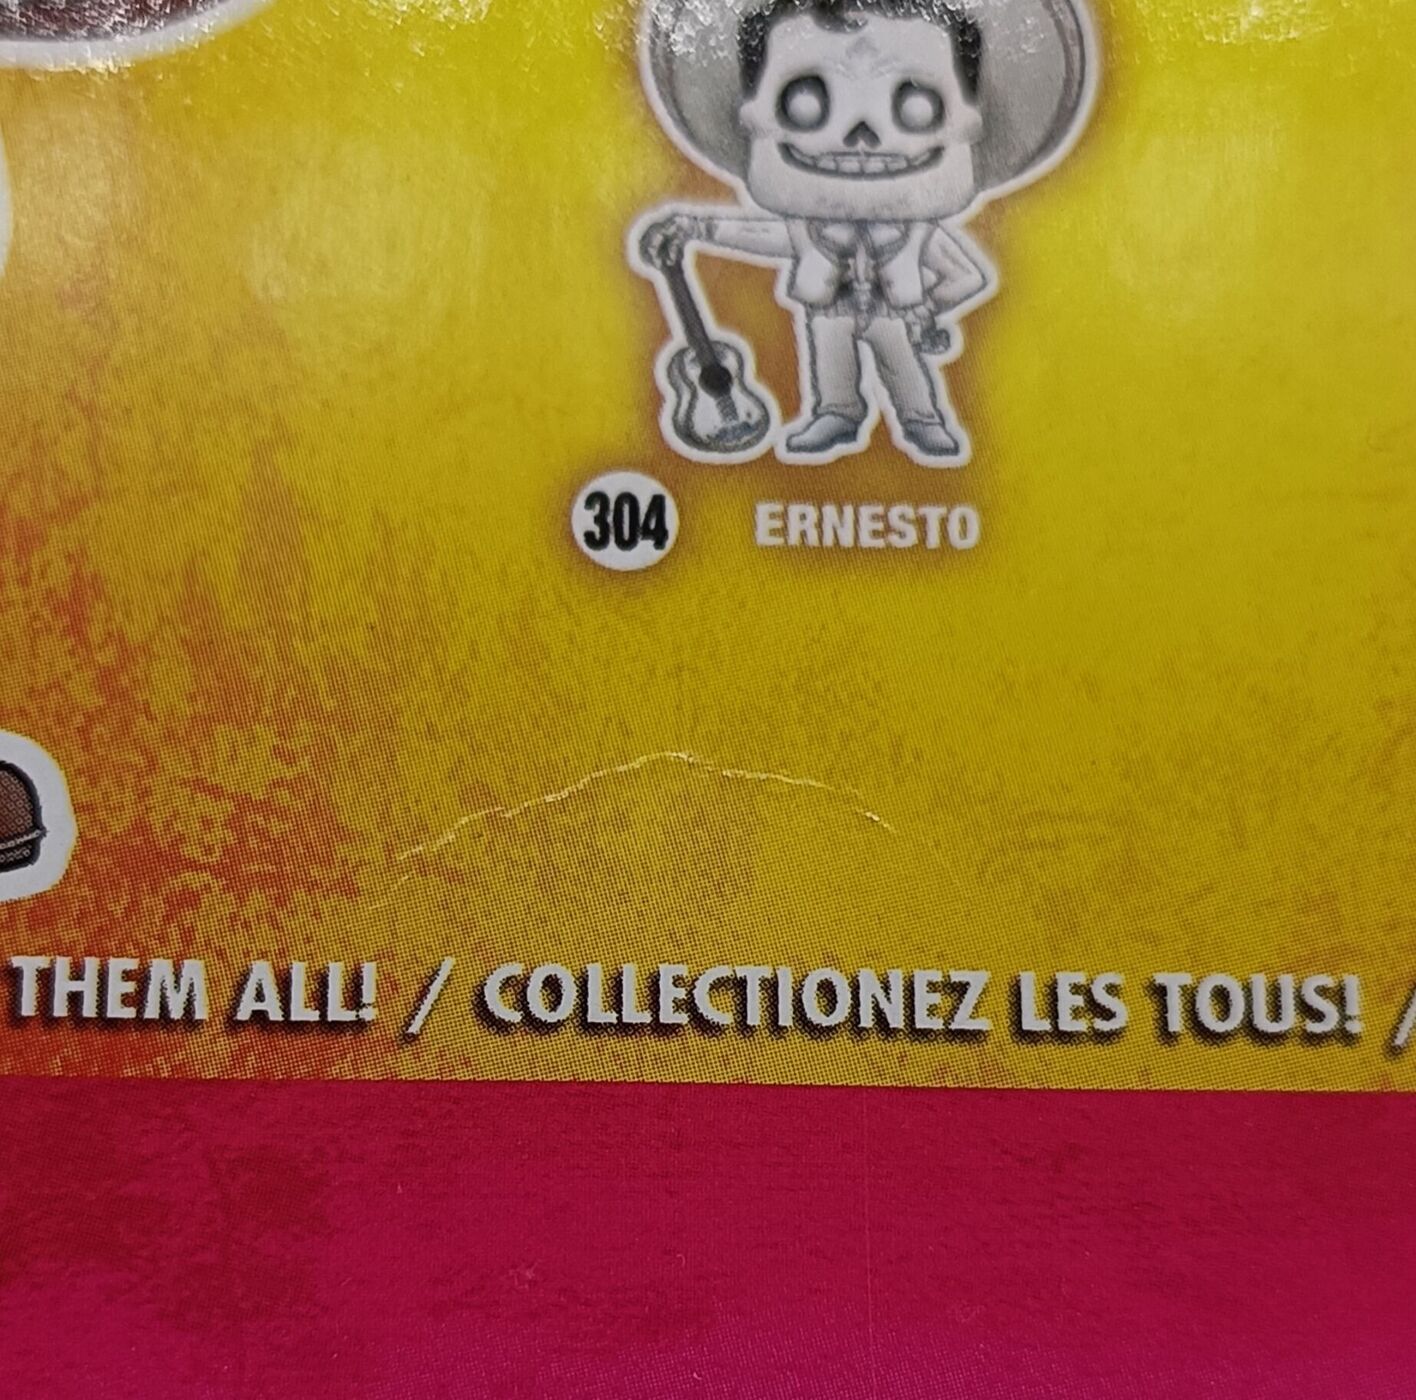 304 ERNESTO
THEM ALL! / COLLECTIONEZ LES TOUS! /